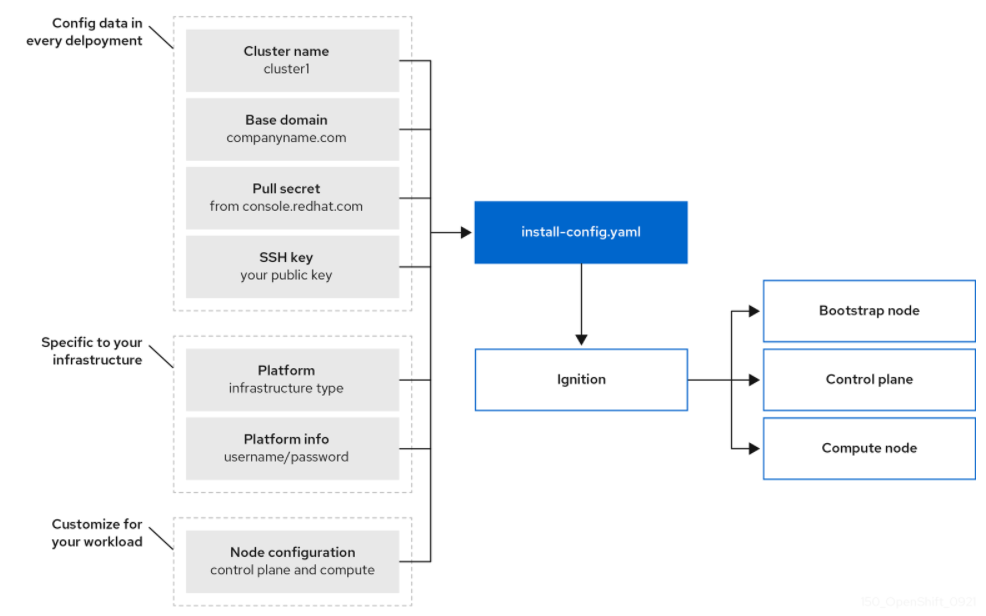 Config data in
every delpoyment
Cluster name
cluster1
Base domain
companyname.com
Pull secret
from console.redhat.com
SSH key
your public key
Specific to your
infrastructure
Platform
infrastructure type
Platform info
username/password
Customize for
your workload
Node configuration
control plane and compute
install-config.yaml
Ignition
Bootstrap node
Control plane
Compute node